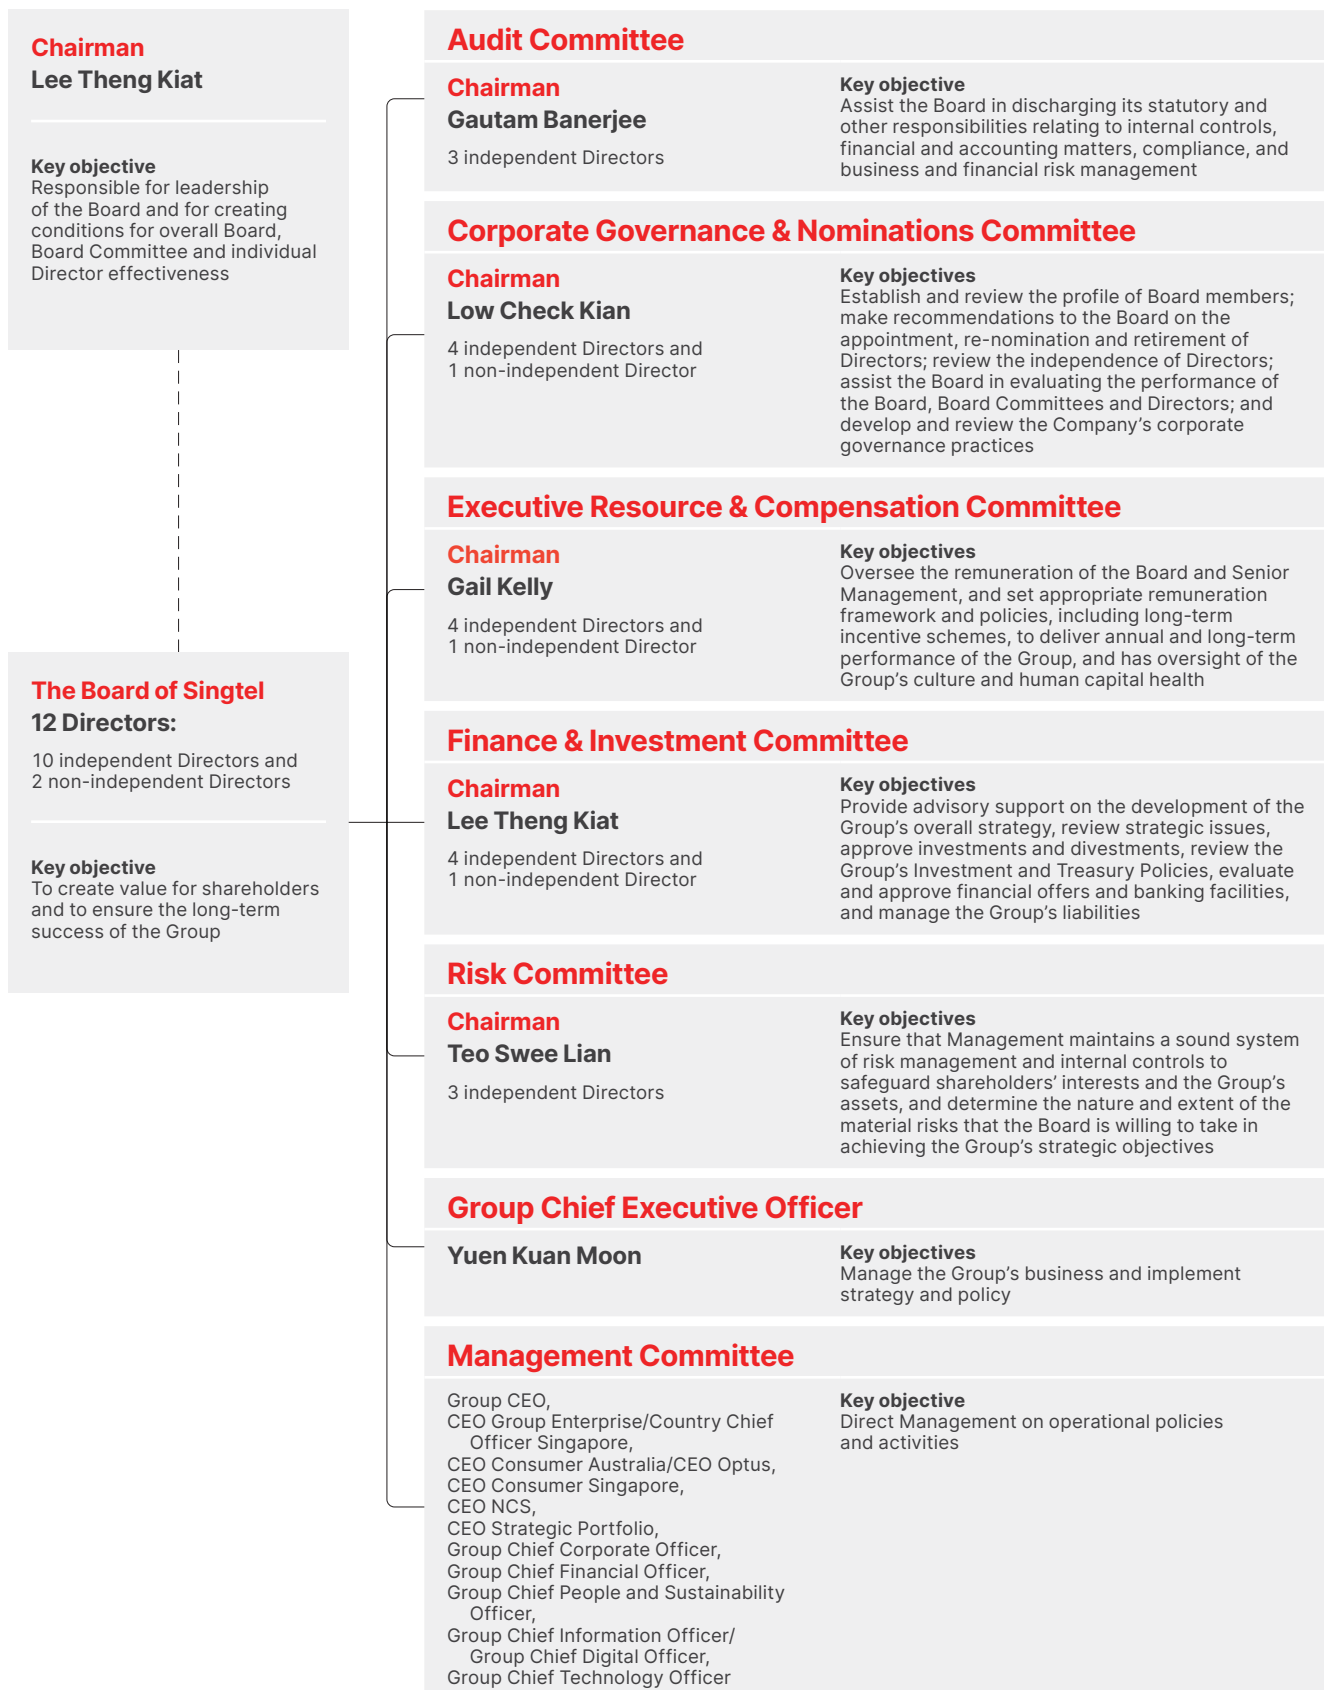 Chairman
Lee Theng Kiat
Key objective
Responsible for leadership
of the Board and for creating
conditions for overall Board,
Board Committee and individual
Director effectiveness
The Board of Singtel
12 Directors:
10 independent Directors and
2 non-independent Directors
Key objective
To create value for shareholders
and to ensure the long-term
success of the Group
Audit Committee
Chairman
Gautam Banerjee
3 independent Directors
Key objective
Assist the Board in discharging its statutory and
other responsibilities relating to internal controls,
financial and accounting matters, compliance, and
business and financial risk management
Corporate Governance & Nominations Committee
Chairman
Low Check Kian
4 independent Directors and
1 non-independent Director
Key objectives
Establish and review the profile of Board members;
make recommendations to the Board on the
appointment, re-nomination and retirement of
Directors; review the independence of Directors;
assist the Board in evaluating the performance of
the Board, Board Committees and Directors; and
develop and review the Company’s corporate
governance practices
Executive Resource & Compensation Committee
Chairman
Gail Kelly
4 independent Directors and
1 non-independent Director
Key objectives
Oversee the remuneration of the Board and Senior
Management, and set appropriate remuneration
framework and policies, including long-term
incentive schemes, to deliver annual and long-term
performance of the Group, and has oversight of the
Group’s culture and human capital health
Finance & Investment Committee
Chairman
Lee Theng Kiat
4 independent Directors and
1 non-independent Director
Key objectives
Provide advisory support on the development of the
Group’s overall strategy, review strategic issues,
approve investments and divestments, review the
Group’s Investment and Treasury Policies, evaluate
and approve financial offers and banking facilities,
and manage the Group’s liabilities
Risk Committee
Chairman
Teo Swee Lian
3 independent Directors
Key objectives
Ensure that Management maintains a sound system
of risk management and internal controls to
safeguard shareholders’ interests and the Group’s
assets, and determine the nature and extent of the
material risks that the Board is willing to take in
achieving the Group’s strategic objectives
Group Chief Executive Officer
Yuen Kuan Moon
Key objectives
Manage the Group’s business and implement
strategy and policy
Management Committee
Group CEO,
CEO Group Enterprise/Country Chief
Officer Singapore,
CEO Consumer Australia/CEO Optus,
CEO Consumer Singapore,
CEO NCS,
CEO Strategic Portfolio,
Group Chief Corporate Officer,
Group Chief Financial Officer,
Group Chief People and Sustainability
Officer,
Group Chief Information Officer/
Group Chief Digital Officer,
Group Chief Technology Officer
Key objective
Direct Management on operational policies
and activities